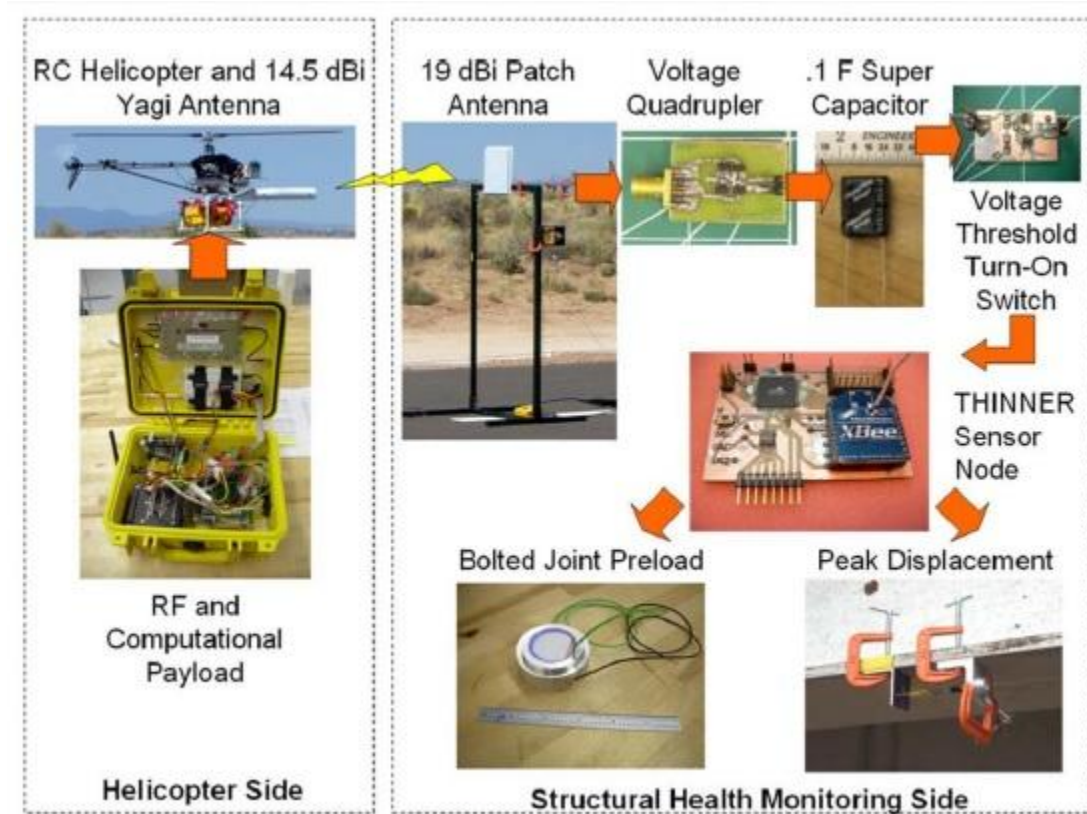 RC Helicopter and 14.5 dBi
Yagi Antenna
19 dBi Patch
Antenna
Voltage
Quadrupler
.1 F Super
Capacitor
ENGINEER
Voltage
Threshold
Turn-On
Switch
XBee
THINNER
Sensor
Node
Bolted Joint Preload
Peak Displacement
RF and
Computational
Payload
Helicopter Side
Structural Health Monitoring Side